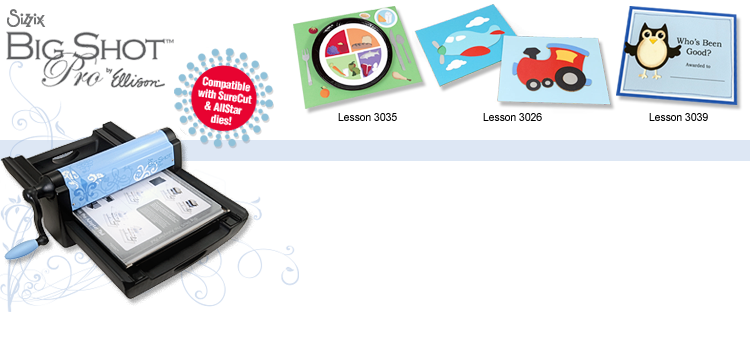 Sizzix
BIG SHOT™
Pro by Ellison
Compatible
with SureCut
& AllStar
dies!
Lesson 3035
Lesson 3026
Who's Been
Good?
Awarded to
Lesson 3039